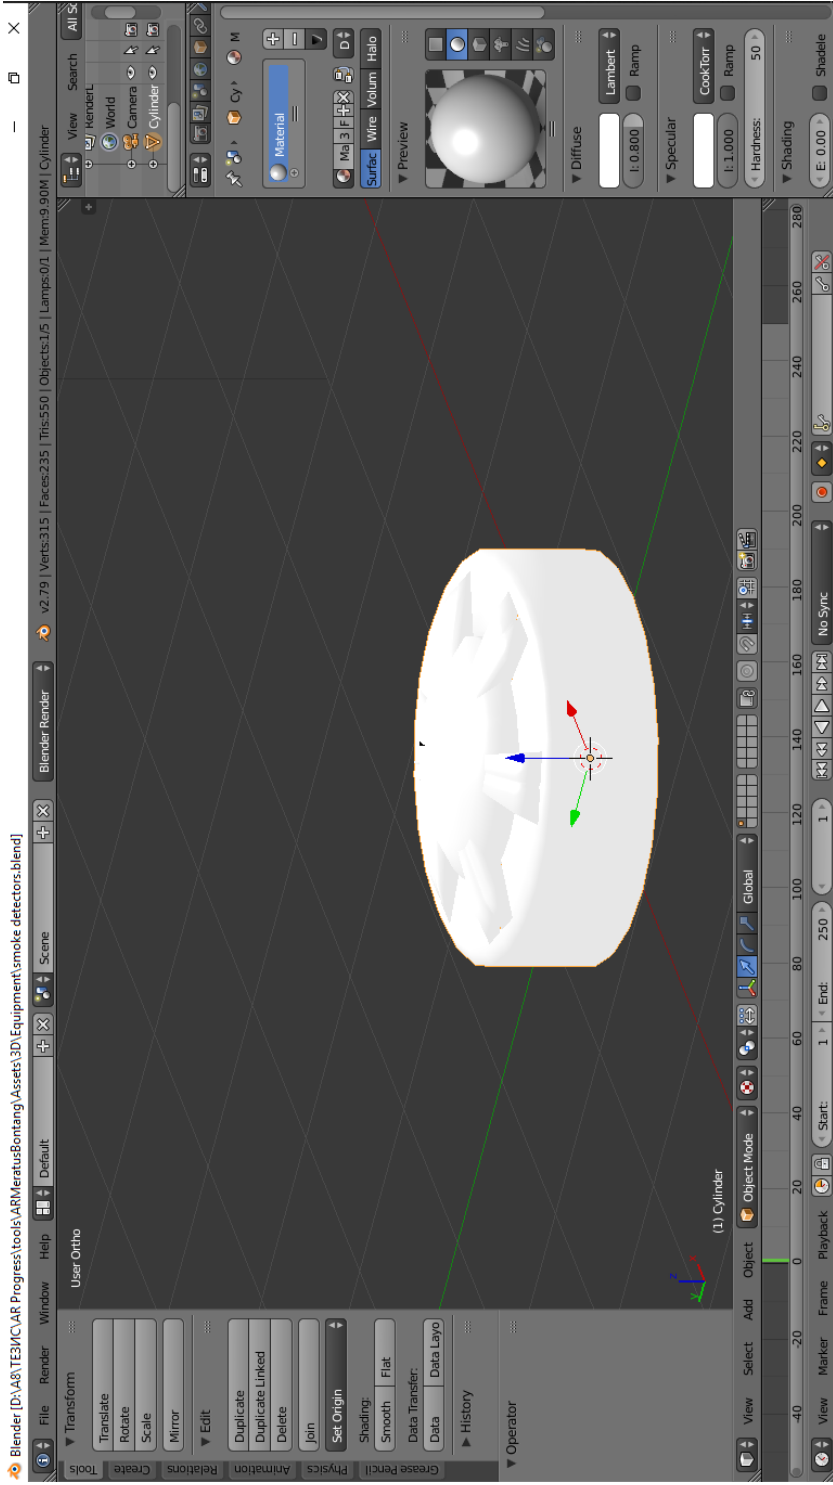 Blender [D:\A8\ТЕЗИС\AR Progress\tools\ARMeratusBontang\Assets\3D\Equipment\smoke detectors.blend]
File Render Window Help Default Scene Blender Render v2.79 | Verts:315 | Faces:235 | Tris:550 | Objects:1/5 | Lamps:0/1 | Mem:9.90M | Cylinder
Tools
Create
Relations
Animation
Physics
Grease Pencil
Transform
Translate
Rotate
Scale
Mirror
Edit
Duplicate
Duplicate Linked
Delete
Join
Set Origin
Shading:
Smooth Flat
Data Transfer:
Data Data Layo
History
Operator
User Ortho
(1) Cylinder
z
y
View Select Add Object Object Mode Global
-40 -20 0 20 40 60 80 100 120 140 160 180 200 220 240 260 280
View Marker Frame Playback Start: 1 End: 250 1 No Sync
View Search All Sc
RenderL
World
Camera
Cylinder
Cy M
Material
Ma 3 F D
Surfac Wire Volum Halo
Preview
Diffuse
Lambert
I: 0.800 Ramp
Specular
CookTorr
I: 1.000 Ramp
Hardness: 50
Shading
E: 0.00 Shadele